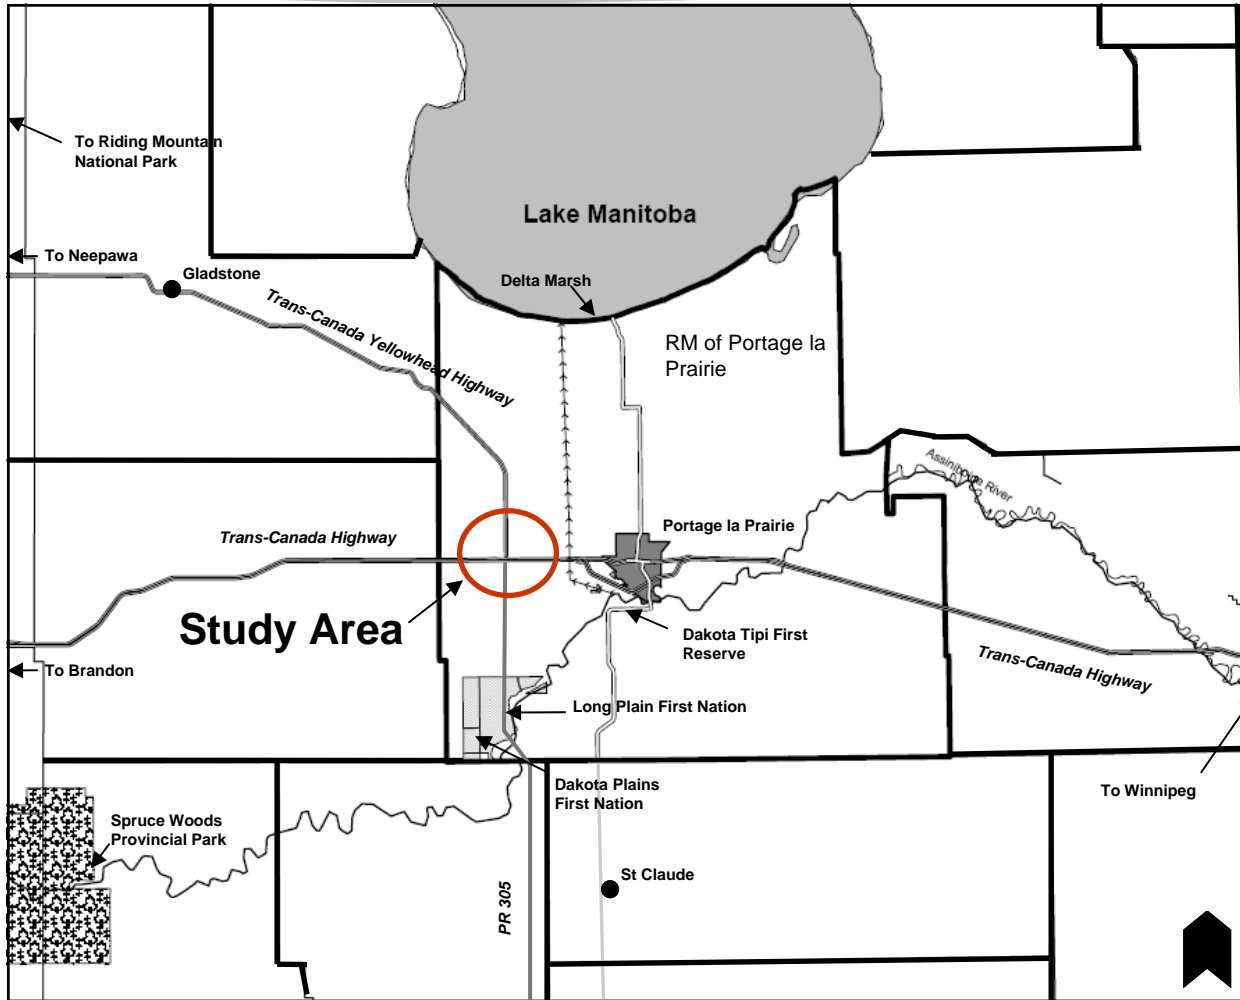 To Riding Mountain
National Park
Lake Manitoba
To Neepawa
Gladstone
Delta Marsh
Trans-Canada Yellowhead Highway
RM of Portage la
Prairie
Assiniboine River
Portage la Prairie
Trans-Canada Highway
Study Area
Dakota Tipi First
Reserve
Trans-Canada Highway
To Brandon
Long Plain First Nation
Dakota Plains
First Nation
To Winnipeg
Spruce Woods
Provincial Park
St Claude
PR 305